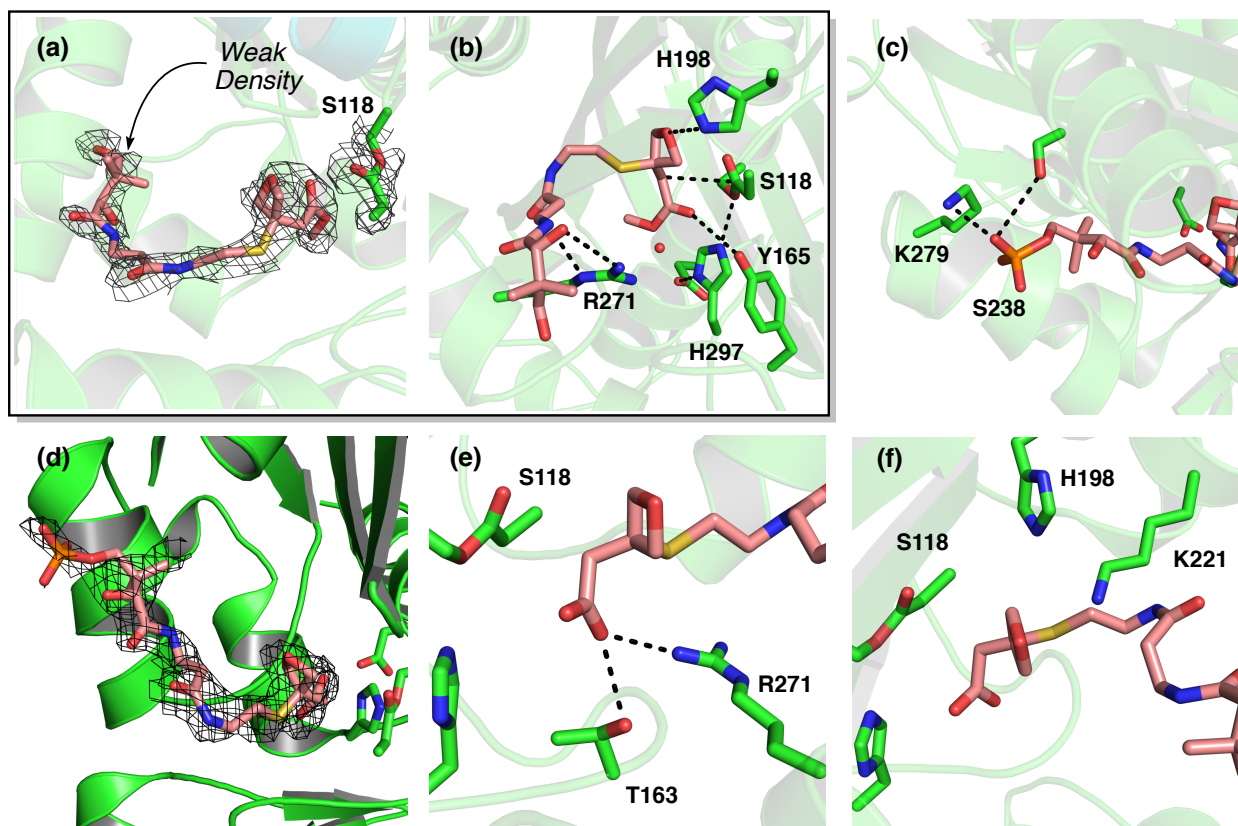 (a)
Weak
Density
S118
(b)
H198
S118
Y165
R271
H297
(c)
K279
S238
(d)
(e)
S118
R271
T163
(f)
H198
S118
K221